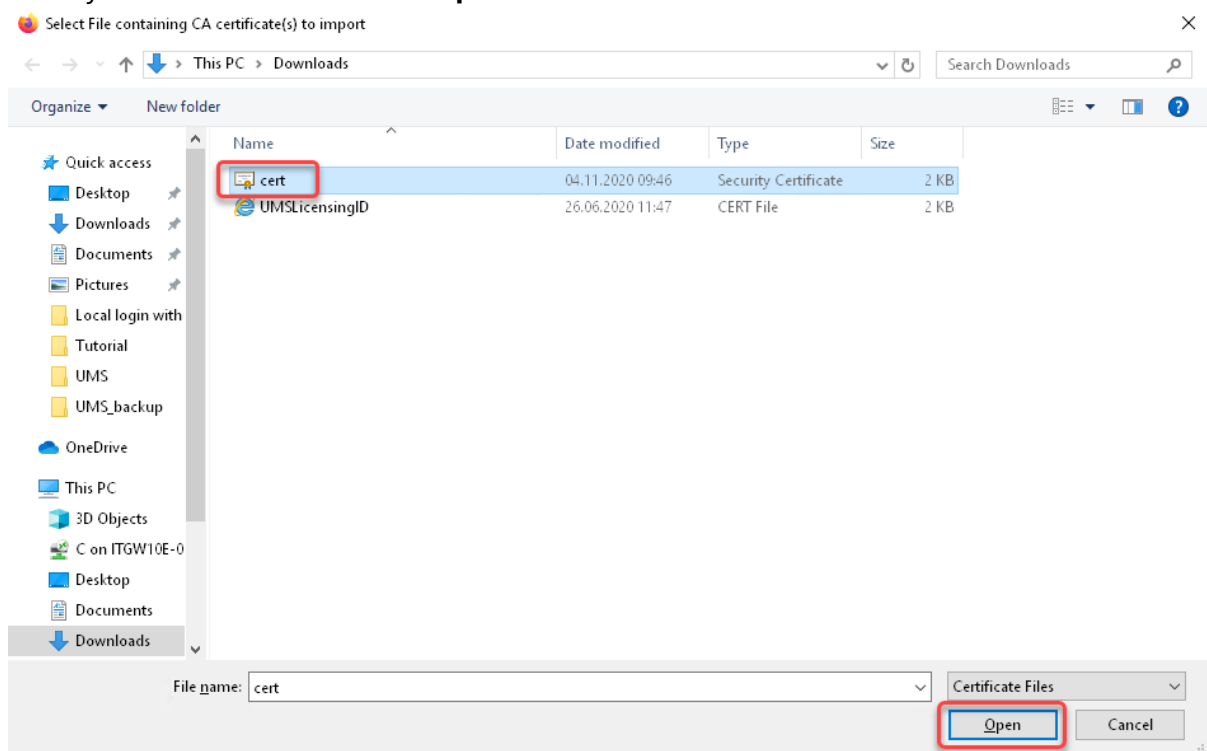 Select File containing CA certificate(s) to import
This PC > Downloads
Search Downloads
Organize
New folder
Name
Date modified
Type
Size
Quick access
Desktop
Downloads
Documents
Pictures
Local login with
Tutorial
UMS
UMS_backup
OneDrive
This PC
3D Objects
C on ITGW10E-0
Desktop
Documents
Downloads
cert 04.11.2020 09:46 Security Certificate 2 KB
UMSLicensingID 26.06.2020 11:47 CERT File 2 KB
File name: cert
Certificate Files
Open
Cancel